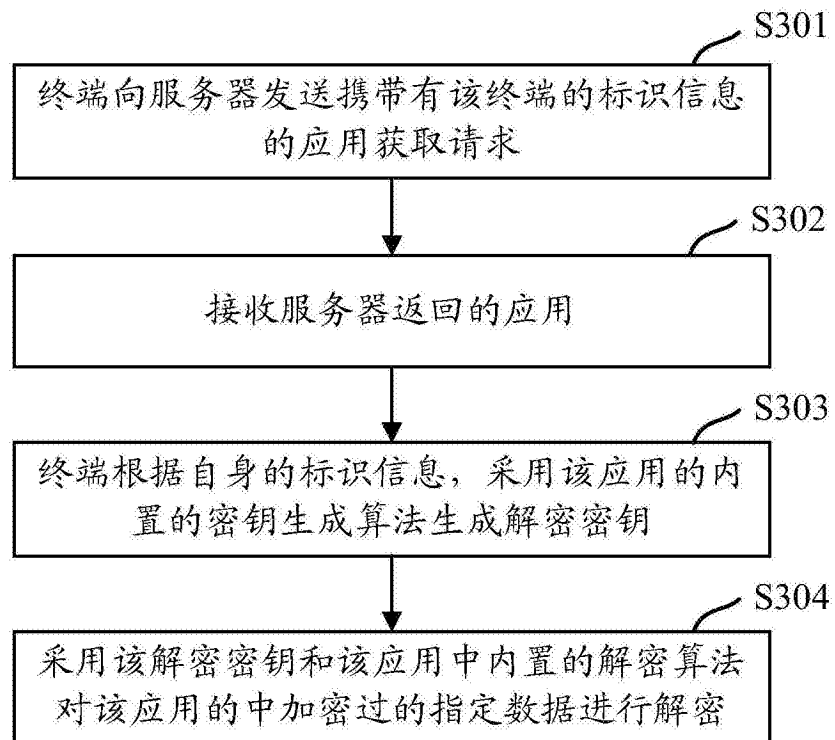 S301
终端向服务器发送携带有该终端的标识信息
的应用获取请求
S302
接收服务器返回的应用
S303
终端根据自身的标识信息，采用该应用的内
置的密钥生成算法生成解密密钥
S304
采用该解密密钥和该应用中内置的解密算法
对该应用的中加密过的指定数据进行解密